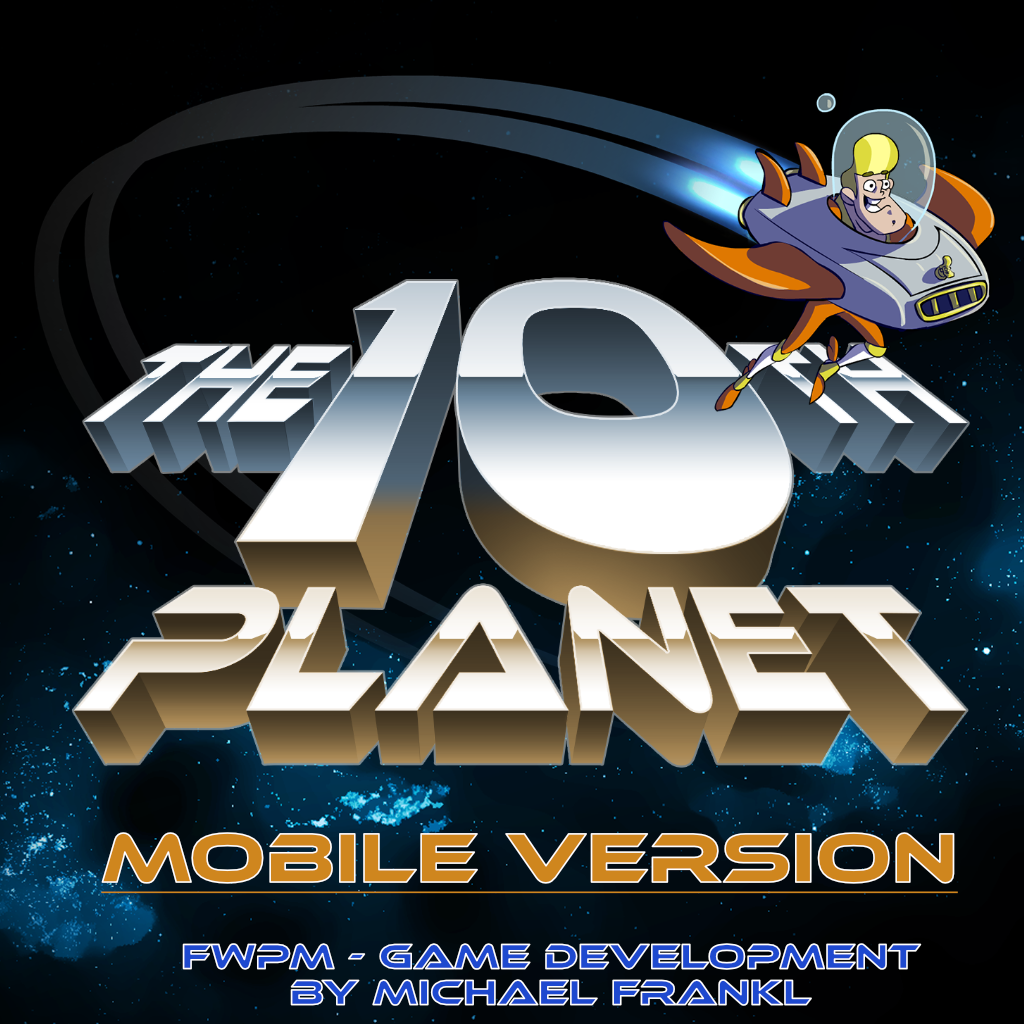 THE 10TH
PLANET
MOBILE VERSION
FWPM - GAME DEVELOPMENT
BY MICHAEL FRANKL